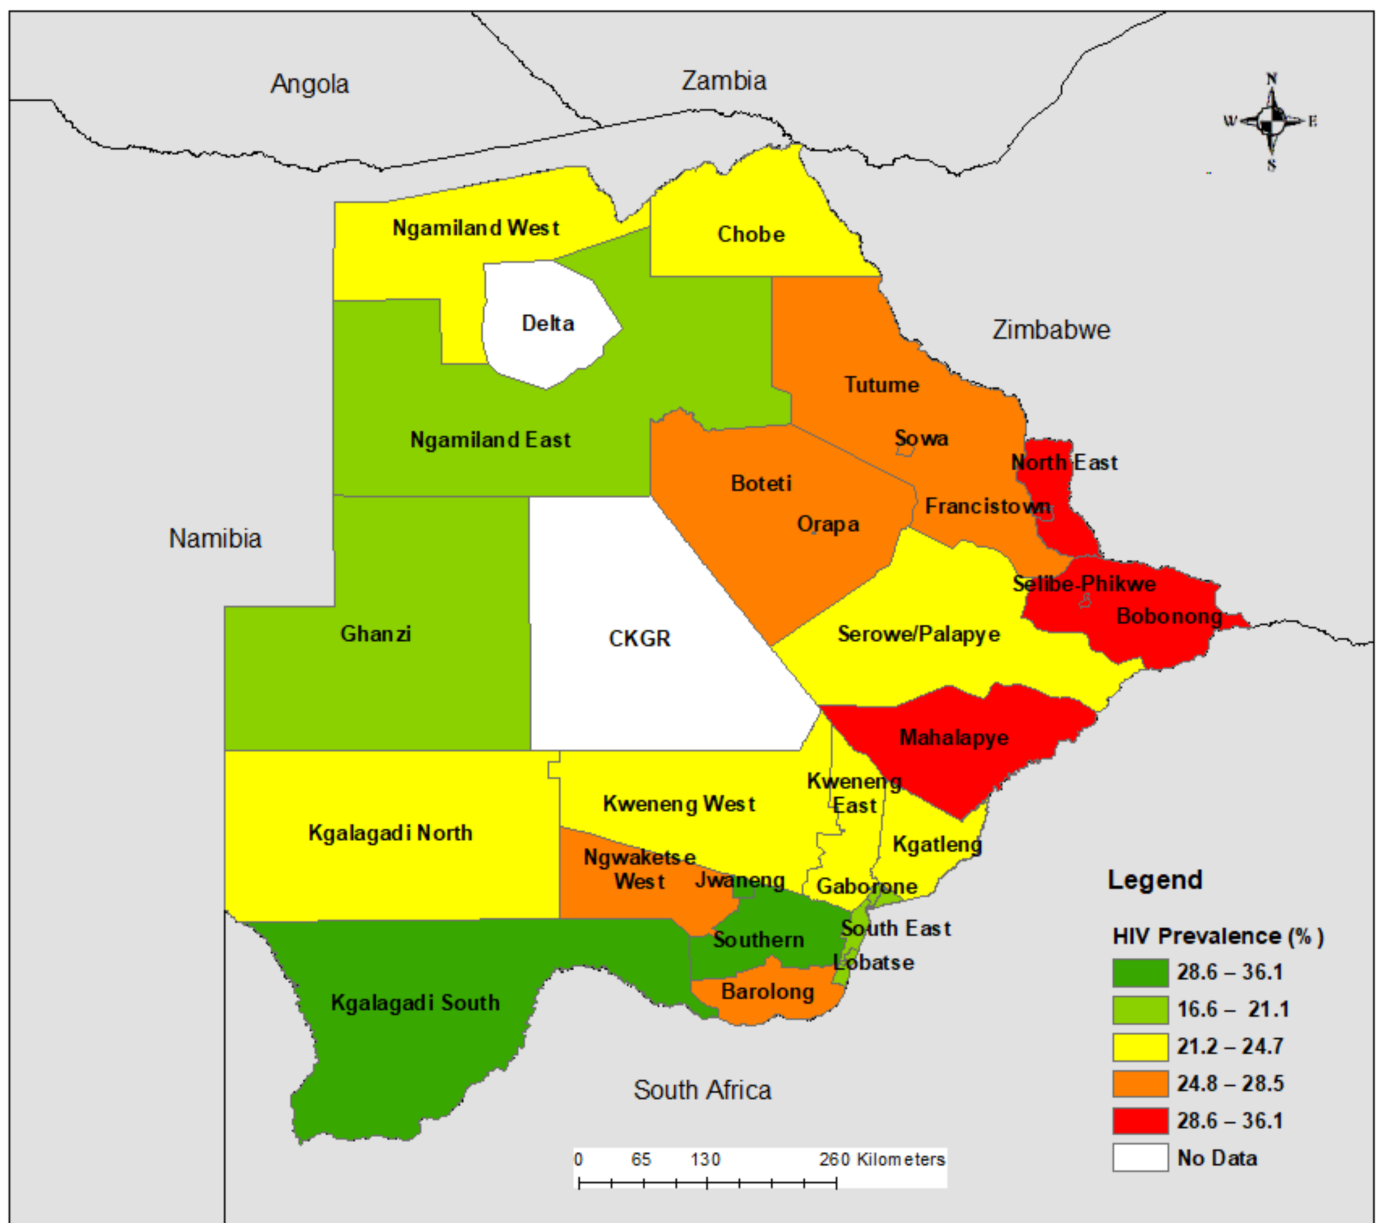 Angola
Zambia
N
W
E
S
Ngamiland West
Chobe
Delta
Zimbabwe
Tutume
Sowa
Ngamiland East
North East
Boteti
Francistown
Orapa
Namibia
Selibe-Phikwe
Bobonong
Ghanzi
CKGR
Serowe/Palapye
Mahalapye
Kweneng
East
Kweneng West
Kgalagadi North
Kgatleng
Ngwaketse
West
Jwaneng
Gaborone
South East
Southern
Lobatse
Barolong
Kgalagadi South
South Africa
Legend
HIV Prevalence (% )
28.6 – 36.1
16.6 – 21.1
21.2 – 24.7
24.8 – 28.5
28.6 – 36.1
No Data
0 65 130 260 Kilometers